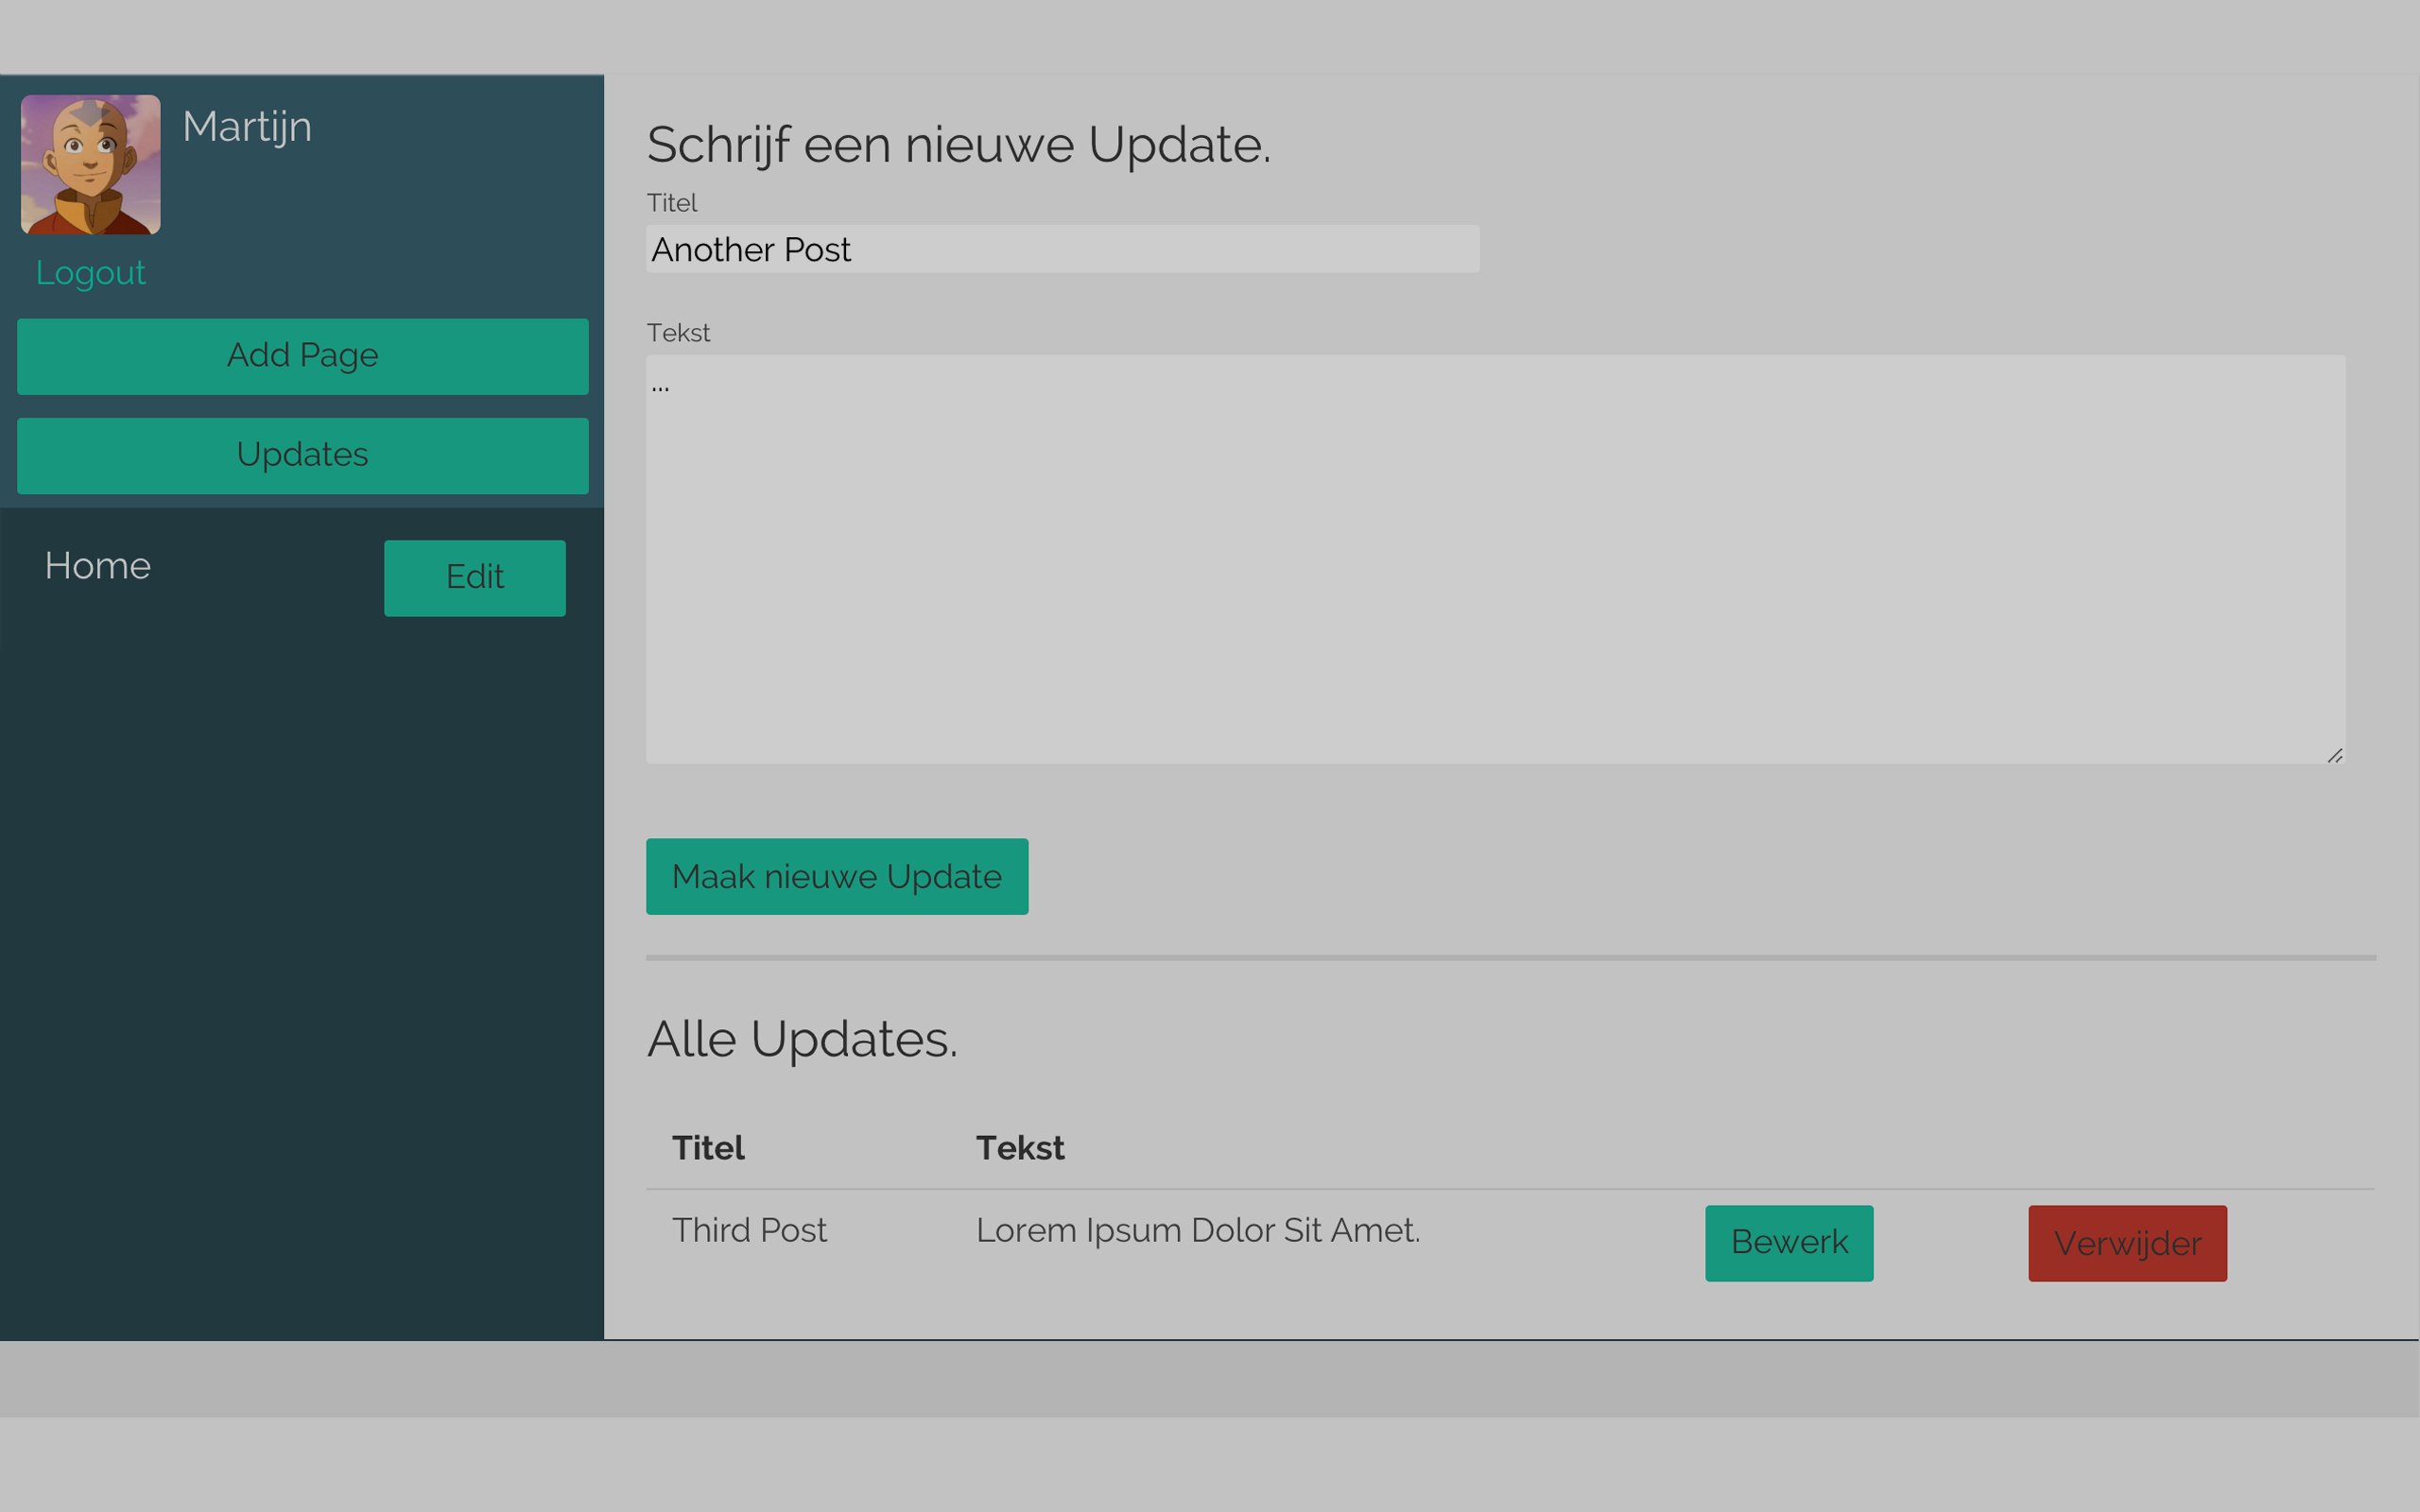 Martijn
Logout
Add Page
Updates
Home
Edit
Schrijf een nieuwe Update.
Titel
Another Post
Tekst
...
Maak nieuwe Update
Alle Updates.
Titel Tekst
Third Post Lorem Ipsum Dolor Sit Amet. Bewerk Verwijder